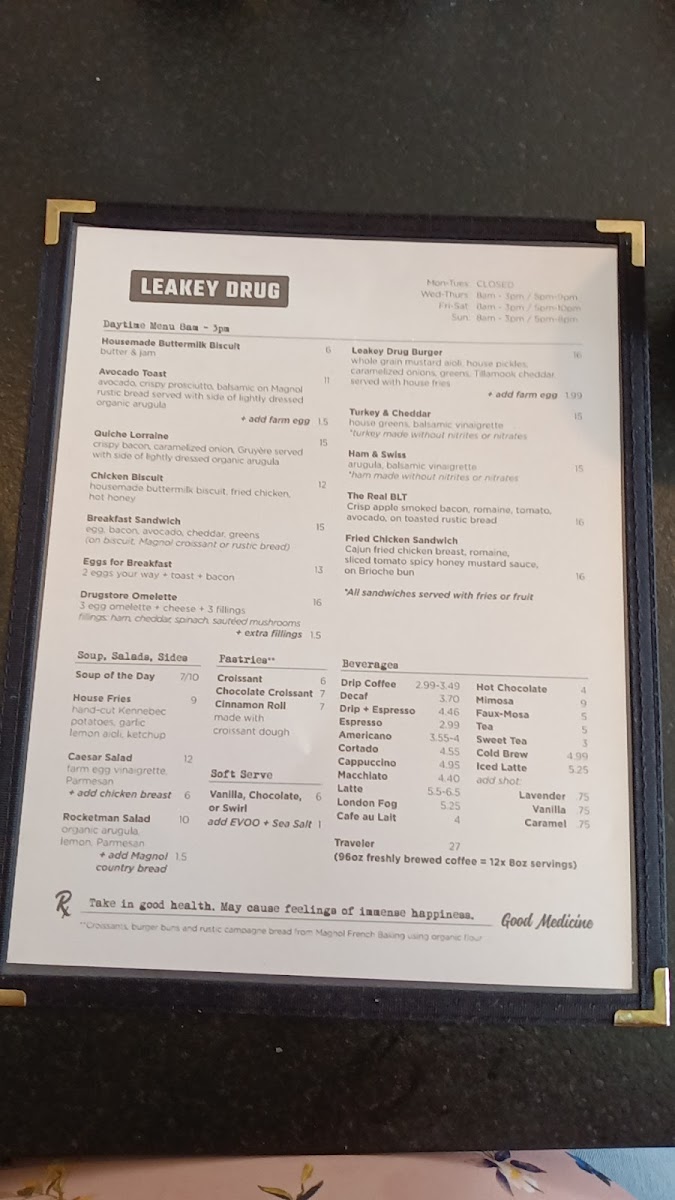 LEAKEY DRUG
Mon-Tues: CLOSED
Wed-Thurs: 8am - 3pm / 5pm-9pm
Fri-Sat: 8am - 3pm / 5pm-10pm
Sun: 8am - 3pm / 5pm-8pm
Daytime Menu 8am - 3pm
Housemade Buttermilk Biscuit 6
butter & jam
Avocado Toast 11
avocado, crispy prosciutto, balsamic on Magnol
rustic bread served with side of lightly dressed
organic arugula
+ add farm egg 1.5
Quiche Lorraine 15
crispy bacon, caramelized onion, Gruyère served
with side of lightly dressed organic arugula
Chicken Biscuit 12
housemade buttermilk biscuit, fried chicken,
hot honey
Breakfast Sandwich 15
egg, bacon, avocado, cheddar, greens
(on biscuit, Magnol croissant or rustic bread)
Eggs for Breakfast 13
2 eggs your way + toast + bacon
Drugstore Omelette 16
3 egg omelette + cheese + 3 fillings
fillings: ham, cheddar, spinach, sautéed mushrooms
+ extra fillings 1.5
Leakey Drug Burger 16
whole grain mustard aioli, house pickles,
caramelized onions, greens, Tillamook cheddar
served with house fries
+ add farm egg 1.99
Turkey & Cheddar 15
house greens, balsamic vinaigrette
*turkey made without nitrites or nitrates
Ham & Swiss
arugula, balsamic vinaigrette 15
*ham made without nitrites or nitrates
The Real BLT
Crisp apple smoked bacon, romaine, tomato,
avocado, on toasted rustic bread 16
Fried Chicken Sandwich
Cajun fried chicken breast, romaine,
sliced tomato spicy honey mustard sauce,
on Brioche bun 16
*All sandwiches served with fries or fruit
Soup, Salads, Sides
Soup of the Day 7/10
House Fries 9
hand-cut Kennebec
potatoes, garlic
lemon aioli, ketchup
Caesar Salad 12
farm egg vinaigrette,
Parmesan
+ add chicken breast 6
Rocketman Salad 10
organic arugula,
lemon, Parmesan
+ add Magnol 1.5
country bread
Pastries**
Croissant 6
Chocolate Croissant 7
Cinnamon Roll 7
made with
croissant dough
Soft Serve
Vanilla, Chocolate, 6
or Swirl
add EVOO + Sea Salt 1
Beverages
Drip Coffee 2.99-3.49
Decaf 3.70
Drip + Espresso 4.46
Espresso 2.99
Americano 3.55-4
Cortado 4.55
Cappuccino 4.95
Macchiato 4.40
Latte 5.5-6.5
London Fog 5.25
Cafe au Lait 4
Traveler 27
(96oz freshly brewed coffee = 12x 8oz servings)
Hot Chocolate 4
Mimosa 9
Faux-Mosa 5
Tea 5
Sweet Tea 3
Cold Brew 4.99
Iced Latte 5.25
add shot:
Lavender .75
Vanilla .75
Caramel .75
Rx Take in good health. May cause feelings of immense happiness. Good Medicine
**Croissants, burger buns and rustic campagne bread from Magnol French Baking using organic flour